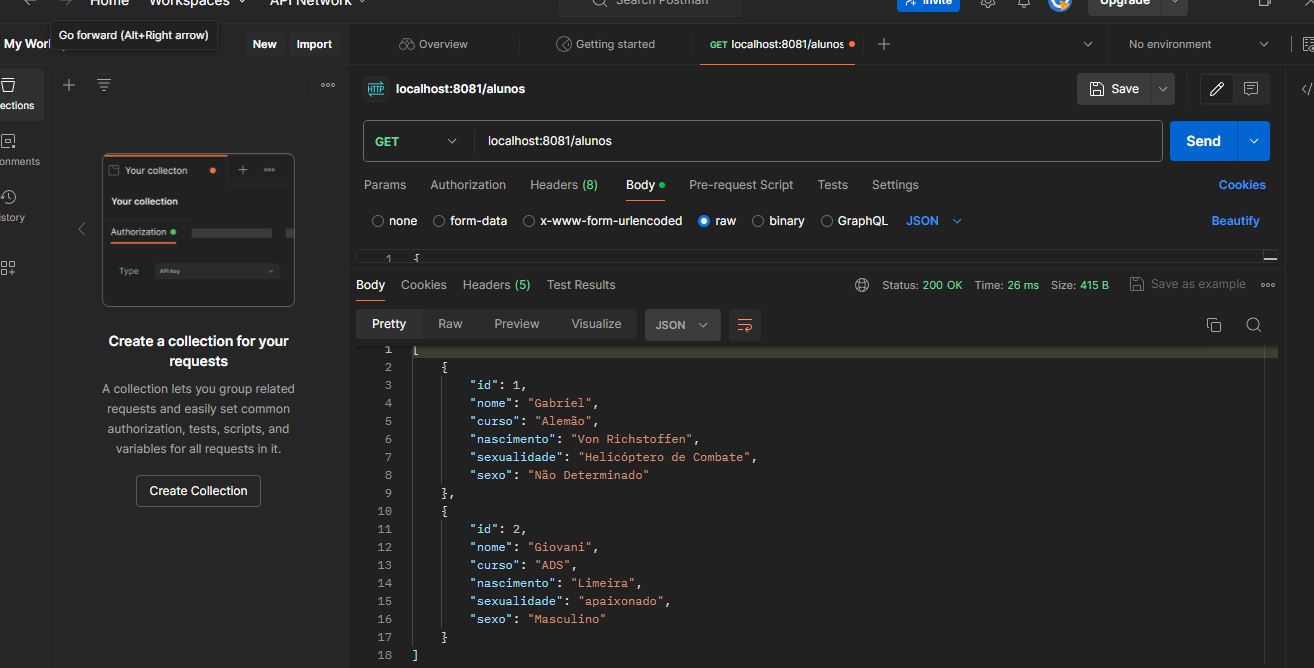 Home Workspaces API Network Search Postman Invite Upgrade
Go forward (Alt+Right arrow)
My Wor New Import Overview Getting started GET localhost:8081/alunos No environment
ections
localhost:8081/alunos Save
GET localhost:8081/alunos Send
onments
Params Authorization Headers (8) Body Pre-request Script Tests Settings Cookies
istory
none form-data x-www-form-urlencoded raw binary GraphQL JSON Beautify
1 {
Your collecton
Your collection
Authorization
Type API Key
Create a collection for your
requests
A collection lets you group related
requests and easily set common
authorization, tests, scripts, and
variables for all requests in it.
Create Collection
Body Cookies Headers (5) Test Results Status: 200 OK Time: 26 ms Size: 415 B Save as example
Pretty Raw Preview Visualize JSON
1 [
2 {
3 "id": 1,
4 "nome": "Gabriel",
5 "curso": "Alemão",
6 "nascimento": "Von Richstoffen",
7 "sexualidade": "Helicóptero de Combate",
8 "sexo": "Não Determinado"
9 },
10 {
11 "id": 2,
12 "nome": "Giovani",
13 "curso": "ADS",
14 "nascimento": "Limeira",
15 "sexualidade": "apaixonado",
16 "sexo": "Masculino"
17 }
18 ]